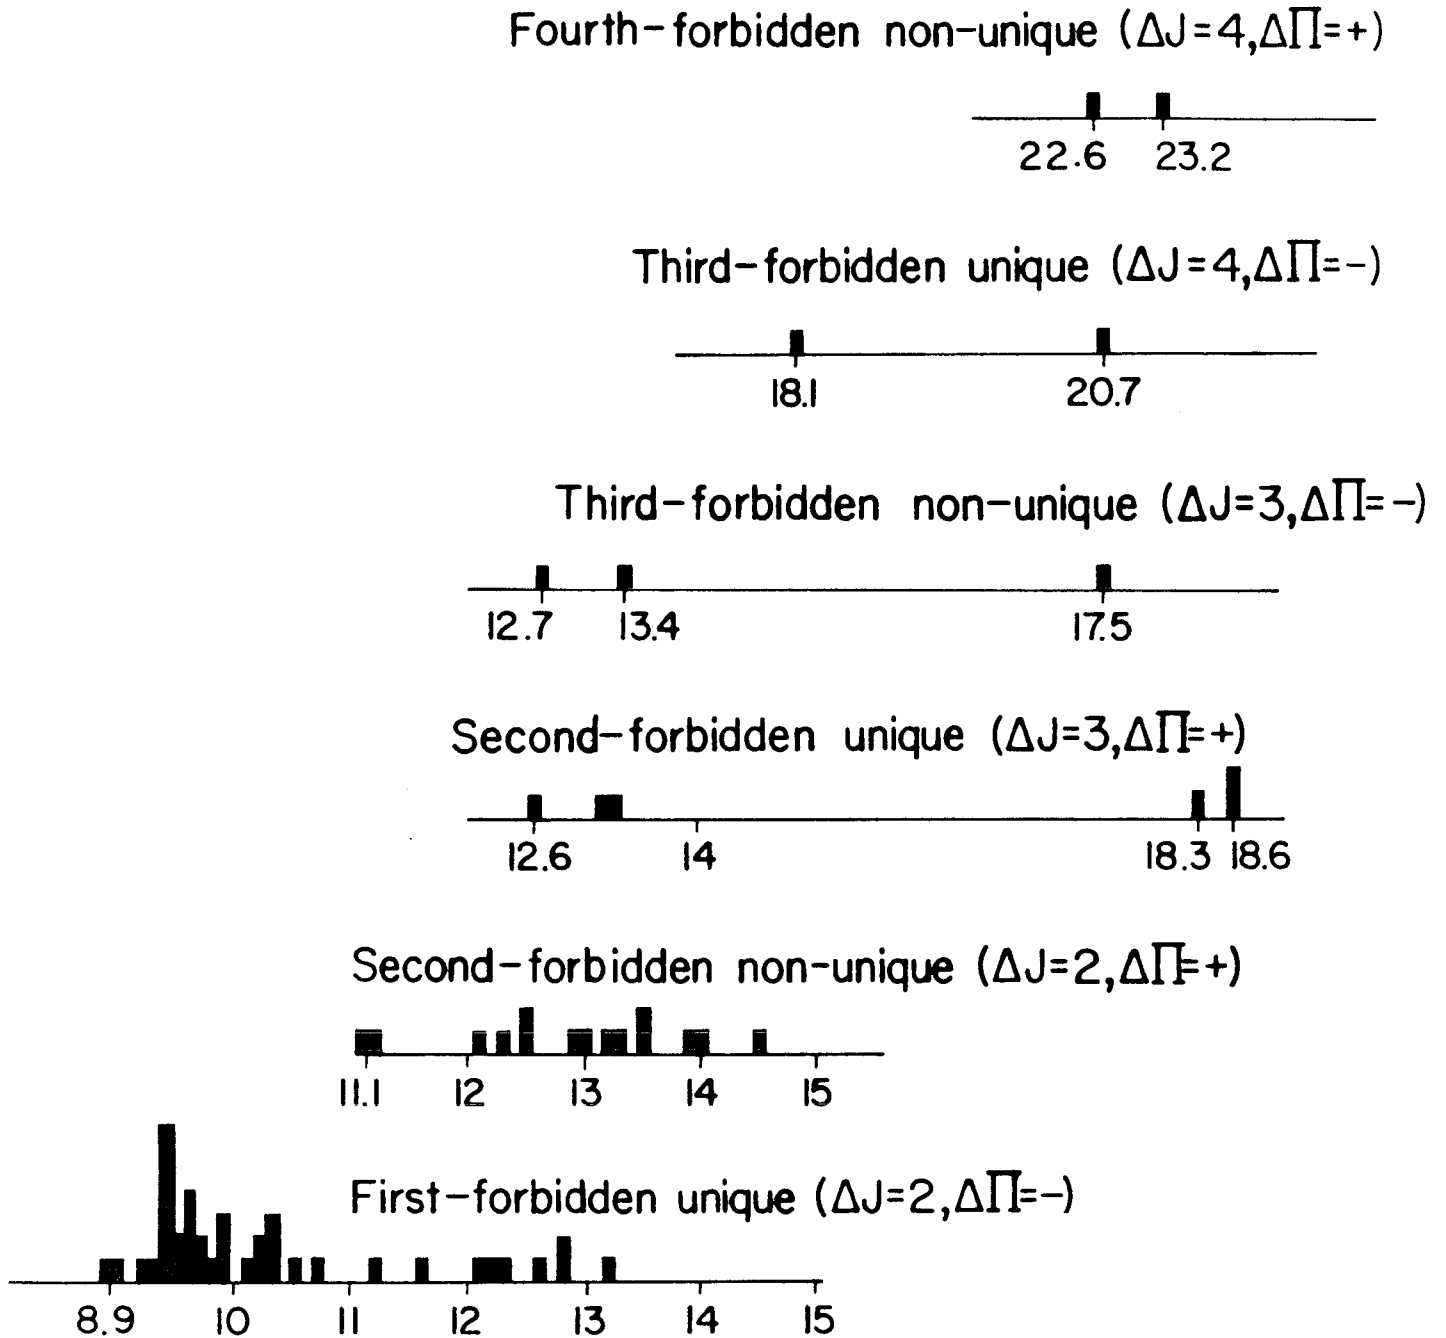 Fourth-forbidden non-unique (ΔJ=4,ΔΠ=+)
22.6 23.2
Third-forbidden unique (ΔJ=4,ΔΠ=-)
18.1 20.7
Third-forbidden non-unique (ΔJ=3,ΔΠ=-)
12.7 13.4 17.5
Second-forbidden unique (ΔJ=3,ΔΠ=+)
12.6 14 18.3 18.6
Second-forbidden non-unique (ΔJ=2,ΔΠ=+)
11.1 12 13 14 15
First-forbidden unique (ΔJ=2,ΔΠ=-)
8.9 10 11 12 13 14 15